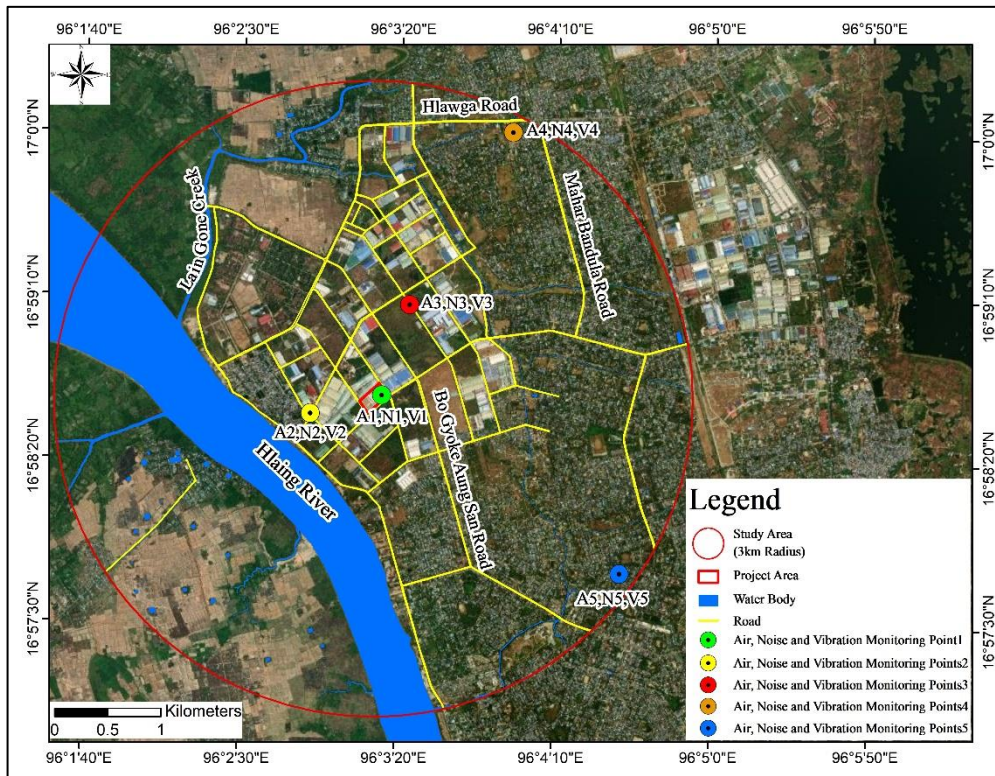 96°1'40"E 96°2'30"E 96°3'20"E 96°4'10"E 96°5'0"E 96°5'50"E
17°0'0"N
17°0'0"N
Hlawga Road
A4,N4,V4
Lain Gone Creek
Mahar Bandula Road
16°59'10"N
16°59'10"N
A3,N3,V3
A1,N1,V1
A2,N2,V2
Hlaing River
Bo Gyoke Aung San Road
16°58'20"N
16°58'20"N
A5,N5,V5
16°57'30"N
16°57'30"N
Legend
Study Area
(3km Radius)
Project Area
Water Body
Road
Air, Noise and Vibration Monitoring Point1
Air, Noise and Vibration Monitoring Points2
Air, Noise and Vibration Monitoring Points3
Air, Noise and Vibration Monitoring Points4
Air, Noise and Vibration Monitoring Points5
Kilometers
0 0.5 1
96°1'40"E 96°2'30"E 96°3'20"E 96°4'10"E 96°5'0"E 96°5'50"E